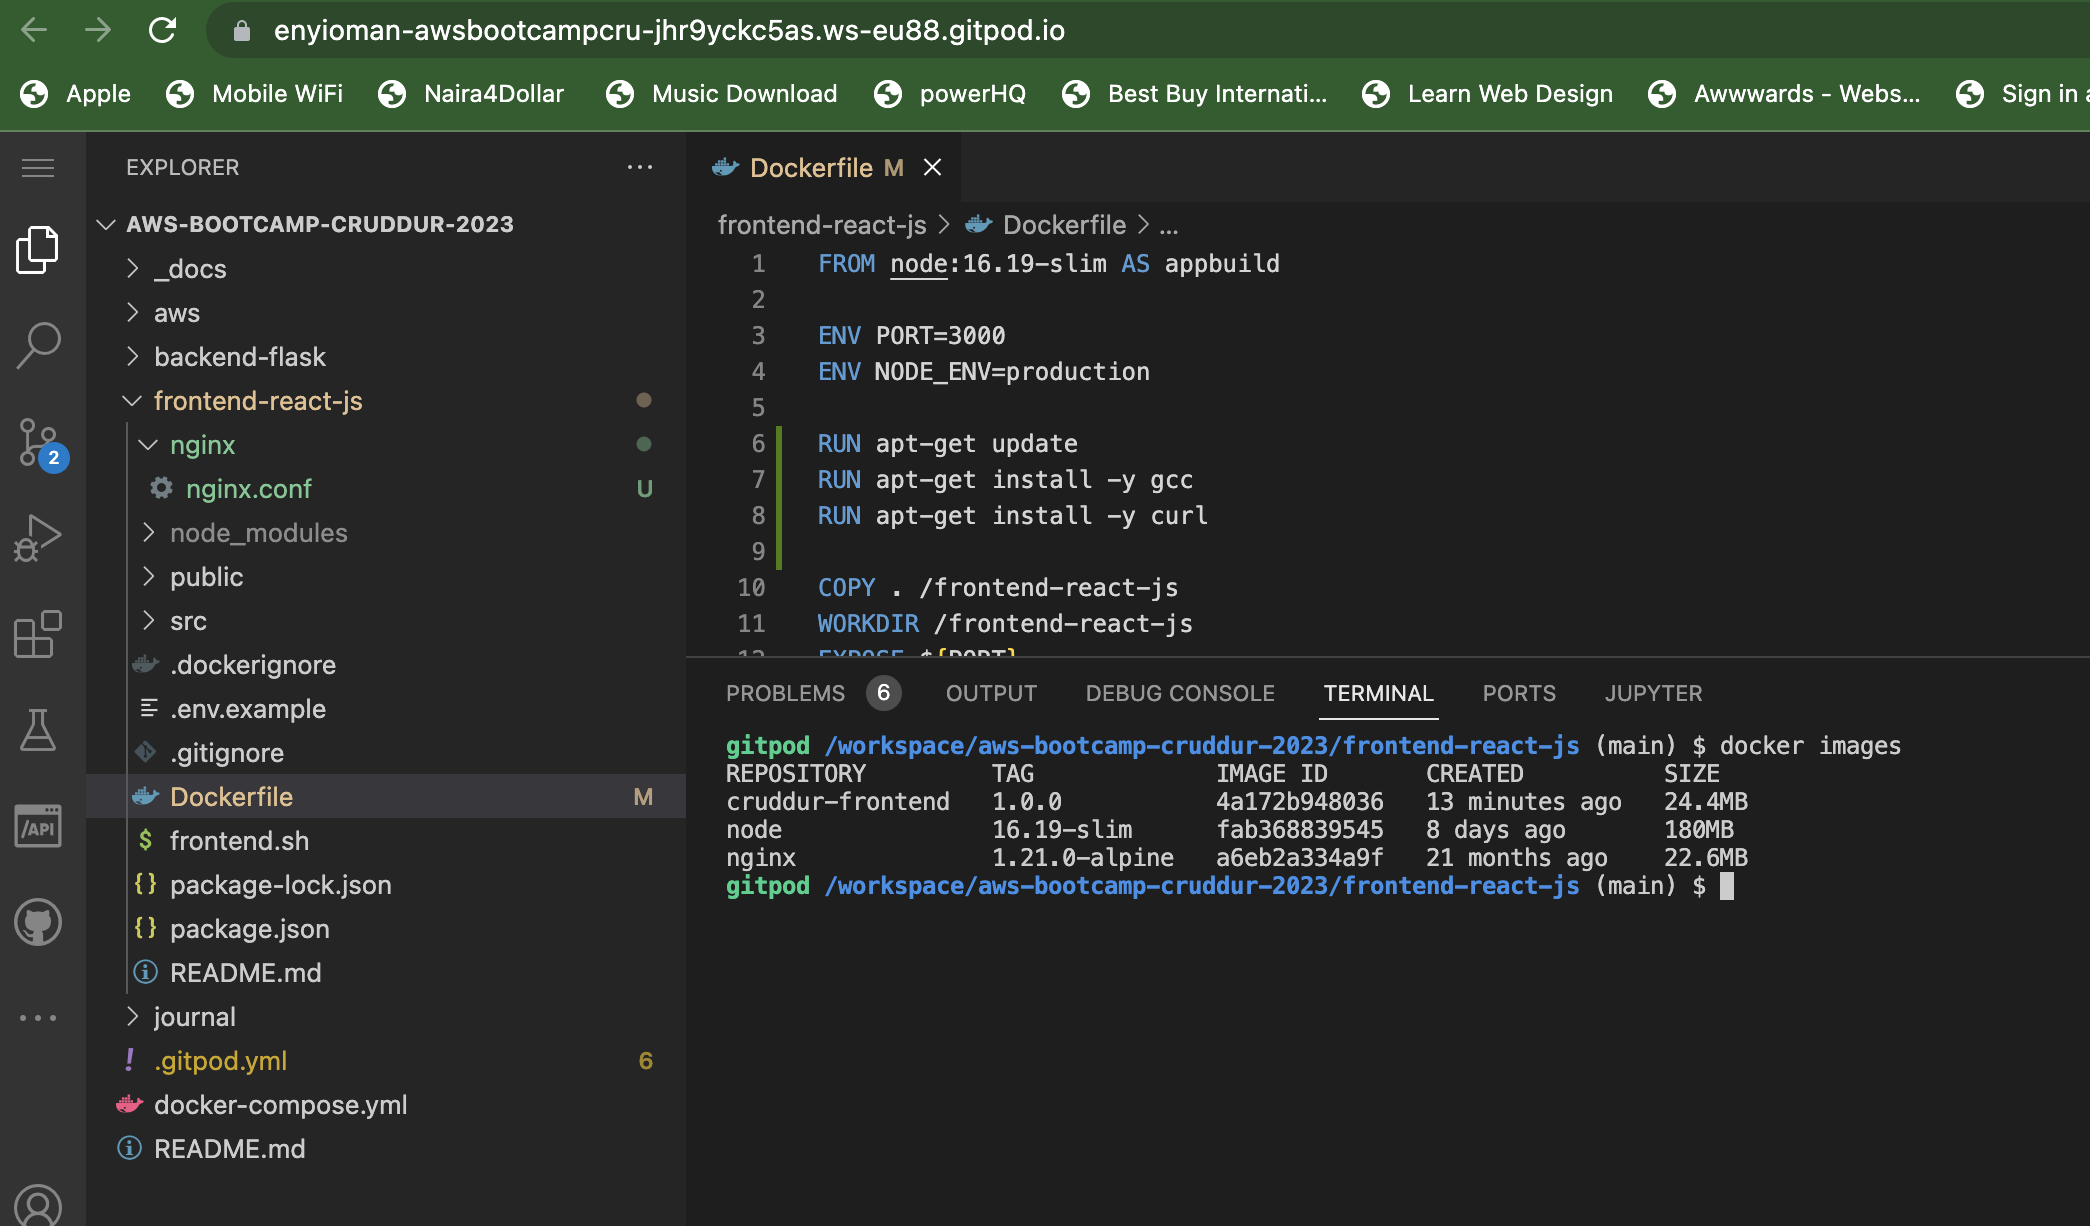 enyioman-awsbootcampcru-jhr9yckc5as.ws-eu88.gitpod.io
Apple Mobile WiFi Naira4Dollar Music Download powerHQ Best Buy Internati... Learn Web Design Awwwards - Webs... Sign in a
EXPLORER ...
AWS-BOOTCAMP-CRUDDUR-2023
_docs
aws
backend-flask
frontend-react-js
nginx
nginx.conf U
node_modules
public
src
.dockerignore
.env.example
.gitignore
Dockerfile M
frontend.sh
package-lock.json
package.json
README.md
journal
.gitpod.yml 6
docker-compose.yml
README.md
2
/API
Dockerfile M
frontend-react-js > Dockerfile > ...
1 FROM node:16.19-slim AS appbuild
2
3 ENV PORT=3000
4 ENV NODE_ENV=production
5
6 RUN apt-get update
7 RUN apt-get install -y gcc
8 RUN apt-get install -y curl
9
10 COPY . /frontend-react-js
11 WORKDIR /frontend-react-js
12 EXPOSE ${PORT}
PROBLEMS 6 OUTPUT DEBUG CONSOLE TERMINAL PORTS JUPYTER
gitpod /workspace/aws-bootcamp-cruddur-2023/frontend-react-js (main) $ docker images
REPOSITORY TAG IMAGE ID CREATED SIZE
cruddur-frontend 1.0.0 4a172b948036 13 minutes ago 24.4MB
node 16.19-slim fab368839545 8 days ago 180MB
nginx 1.21.0-alpine a6eb2a334a9f 21 months ago 22.6MB
gitpod /workspace/aws-bootcamp-cruddur-2023/frontend-react-js (main) $